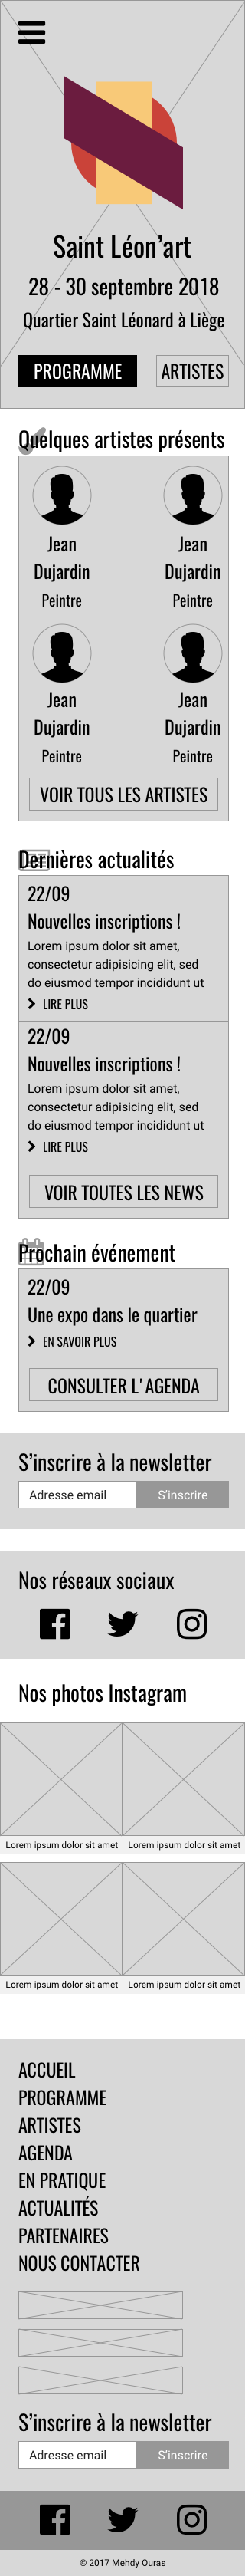 Saint Léon’art
28 - 30 septembre 2018
Quartier Saint Léonard à Liège
PROGRAMME
ARTISTES
Quelques artistes présents
Jean
Dujardin
Peintre
Jean
Dujardin
Peintre
Jean
Dujardin
Peintre
Jean
Dujardin
Peintre
VOIR TOUS LES ARTISTES
Dernières actualités
22/09
Nouvelles inscriptions !
Lorem ipsum dolor sit amet,
consectetur adipisicing elit, sed
do eiusmod tempor incididunt ut
LIRE PLUS
22/09
Nouvelles inscriptions !
Lorem ipsum dolor sit amet,
consectetur adipisicing elit, sed
do eiusmod tempor incididunt ut
LIRE PLUS
VOIR TOUTES LES NEWS
Prochain événement
22/09
Une expo dans le quartier
EN SAVOIR PLUS
CONSULTER L'AGENDA
S’inscrire à la newsletter
Adresse email
S’inscrire
Nos réseaux sociaux
Nos photos Instagram
Lorem ipsum dolor sit amet
Lorem ipsum dolor sit amet
Lorem ipsum dolor sit amet
Lorem ipsum dolor sit amet
ACCUEIL
PROGRAMME
ARTISTES
AGENDA
EN PRATIQUE
ACTUALITÉS
PARTENAIRES
NOUS CONTACTER
S’inscrire à la newsletter
Adresse email
S’inscrire
© 2017 Mehdy Ouras